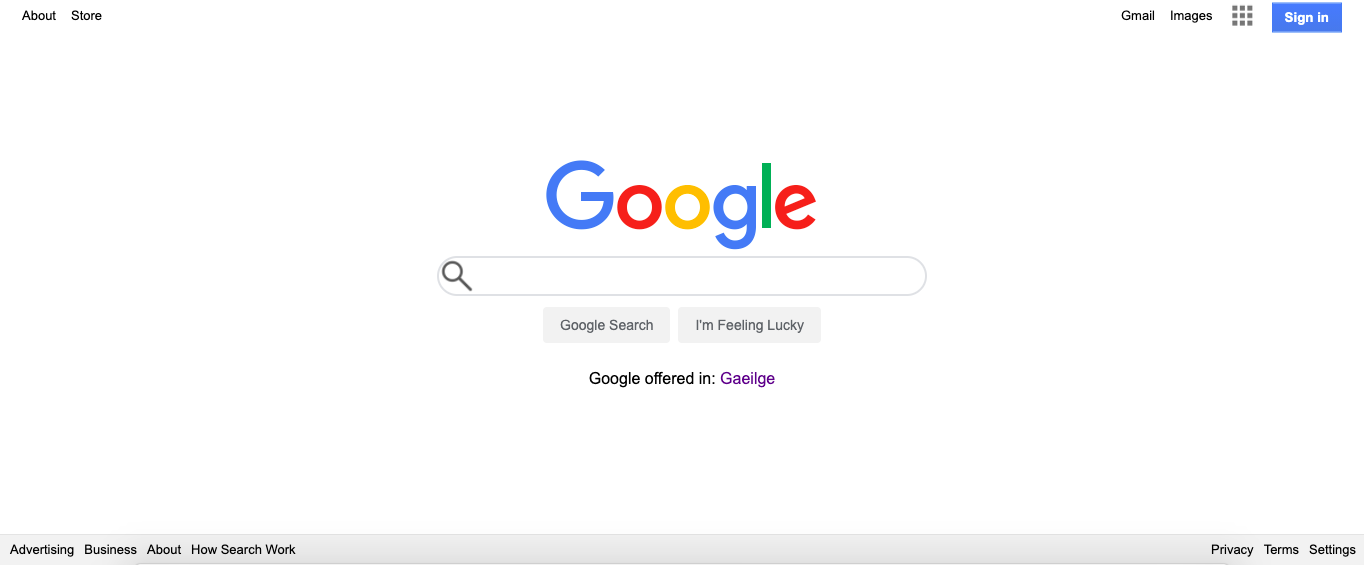 About Store Gmail Images Sign in
Google
Google Search I'm Feeling Lucky
Google offered in: Gaeilge
Advertising Business About How Search Work Privacy Terms Settings